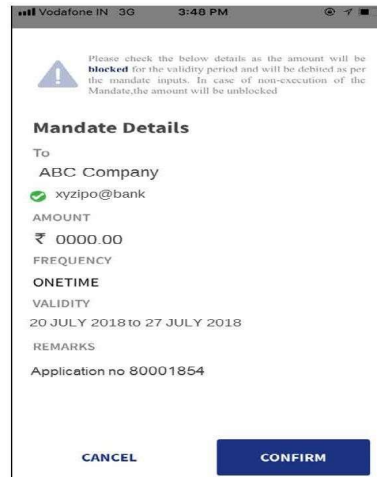 Vodafone IN 3G 3:48 PM
Please check the below details as the amount will be
blocked for the validity period and will be debited as per
the mandate inputs. In case of non-execution of the
Mandate,the amount will be unblocked
Mandate Details
To
ABC Company
xyzipo@bank
AMOUNT
₹ 0000.00
FREQUENCY
ONETIME
VALIDITY
20 JULY 2018 to 27 JULY 2018
REMARKS
Application no 80001854
CANCEL CONFIRM